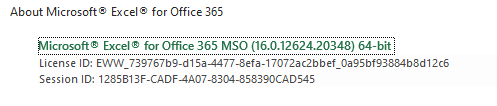 About Microsoft® Excel® for Office 365
Microsoft® Excel® for Office 365 MSO (16.0.12624.20348) 64-bit
License ID: EWW_739767b9-d15a-4477-8efa-17072ac2bbef_0a95bf93884b8d12c6
Session ID: 1285B13F-CADF-4A07-8304-858390CAD545